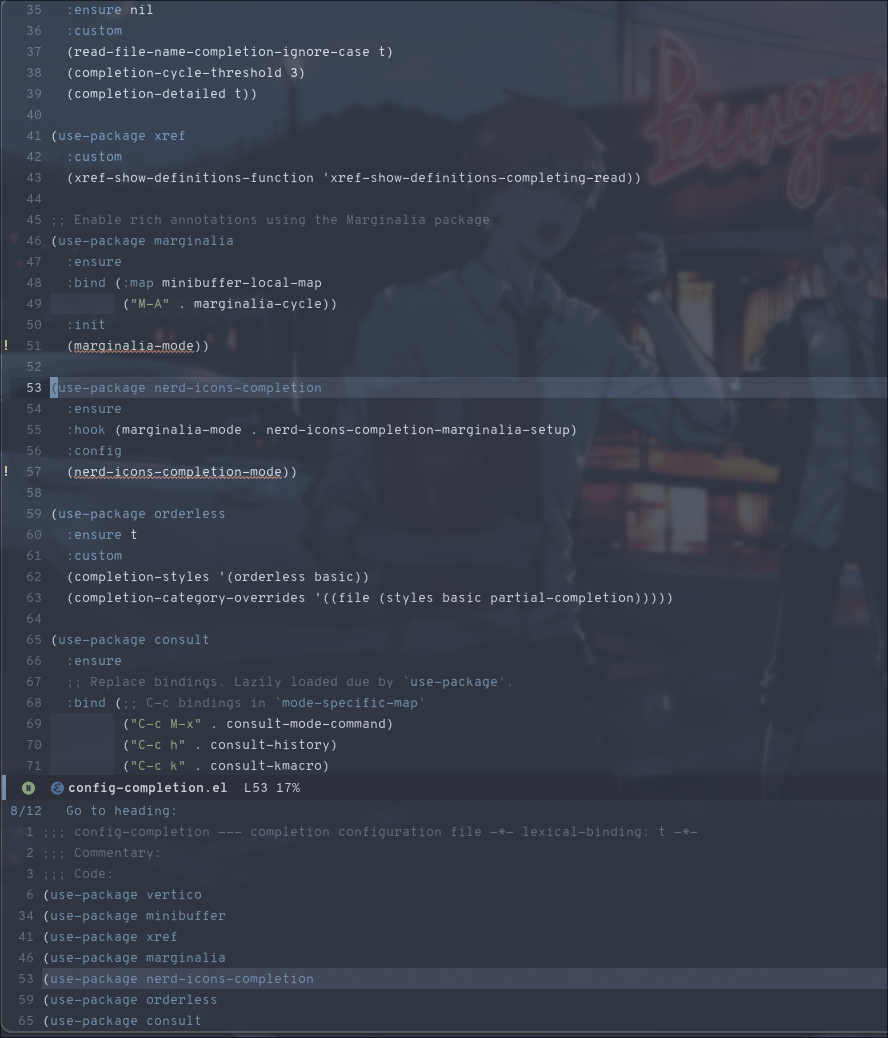 35 :ensure nil
36 :custom
37 (read-file-name-completion-ignore-case t)
38 (completion-cycle-threshold 3)
39 (completion-detailed t))
40
41 (use-package xref
42 :custom
43 (xref-show-definitions-function 'xref-show-definitions-completing-read))
44
45 ;; Enable rich annotations using the Marginalia package
46 (use-package marginalia
47 :ensure
48 :bind (:map minibuffer-local-map
49 ("M-A" . marginalia-cycle))
50 :init
! 51 (marginalia-mode))
52
53 (use-package nerd-icons-completion
54 :ensure
55 :hook (marginalia-mode . nerd-icons-completion-marginalia-setup)
56 :config
! 57 (nerd-icons-completion-mode))
58
59 (use-package orderless
60 :ensure t
61 :custom
62 (completion-styles '(orderless basic))
63 (completion-category-overrides '((file (styles basic partial-completion)))))
64
65 (use-package consult
66 :ensure
67 ;; Replace bindings. Lazily loaded due by `use-package'.
68 :bind (;; C-c bindings in `mode-specific-map'
69 ("C-c M-x" . consult-mode-command)
70 ("C-c h" . consult-history)
71 ("C-c k" . consult-kmacro)
Burger
N config-completion.el L53 17%
8/12 Go to heading:
1 ;;; config-completion --- completion configuration file -*- lexical-binding: t -*-
2 ;;; Commentary:
3 ;;; Code:
6 (use-package vertico
34 (use-package minibuffer
41 (use-package xref
46 (use-package marginalia
53 (use-package nerd-icons-completion
59 (use-package orderless
65 (use-package consult